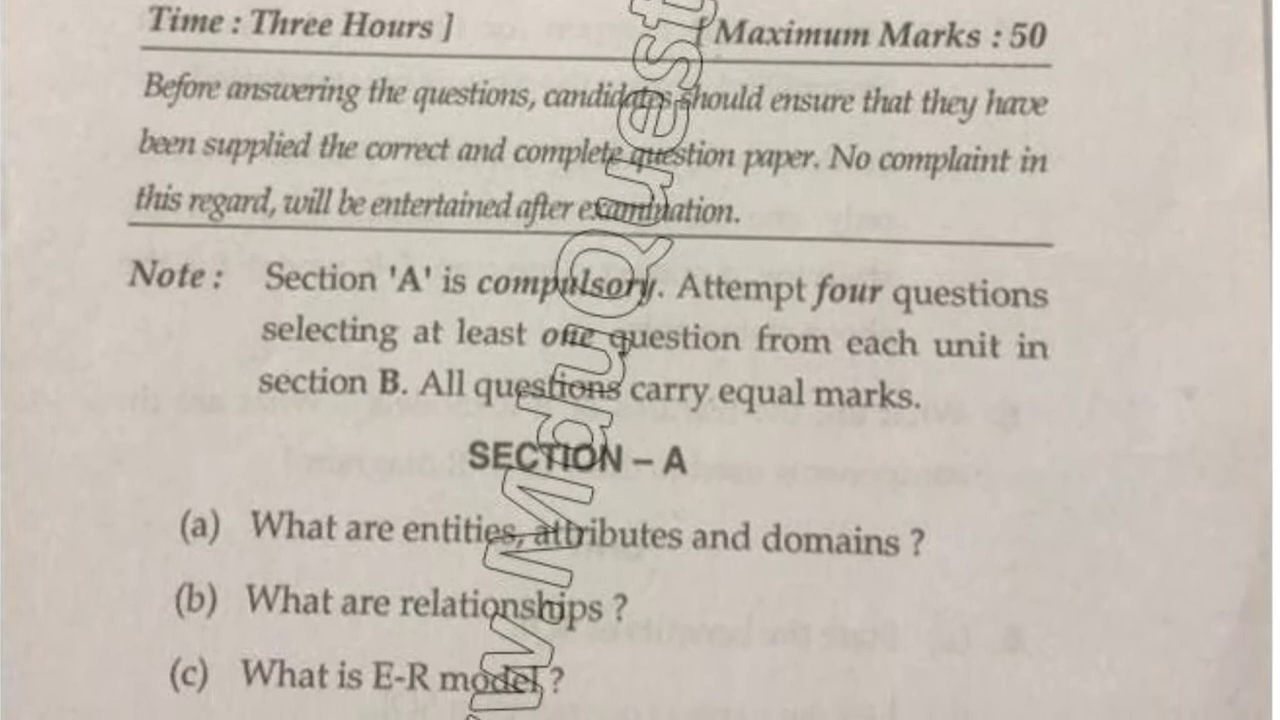 Time : Three Hours ] [ Maximum Marks : 50
Before answering the questions, candidates should ensure that they have
been supplied the correct and complete question paper. No complaint in
this regard, will be entertained after examination.
Note : Section 'A' is compulsory. Attempt four questions
selecting at least one question from each unit in
section B. All questions carry equal marks.
SECTION – A
(a) What are entities, attributes and domains ?
(b) What are relationships ?
(c) What is E-R model ?